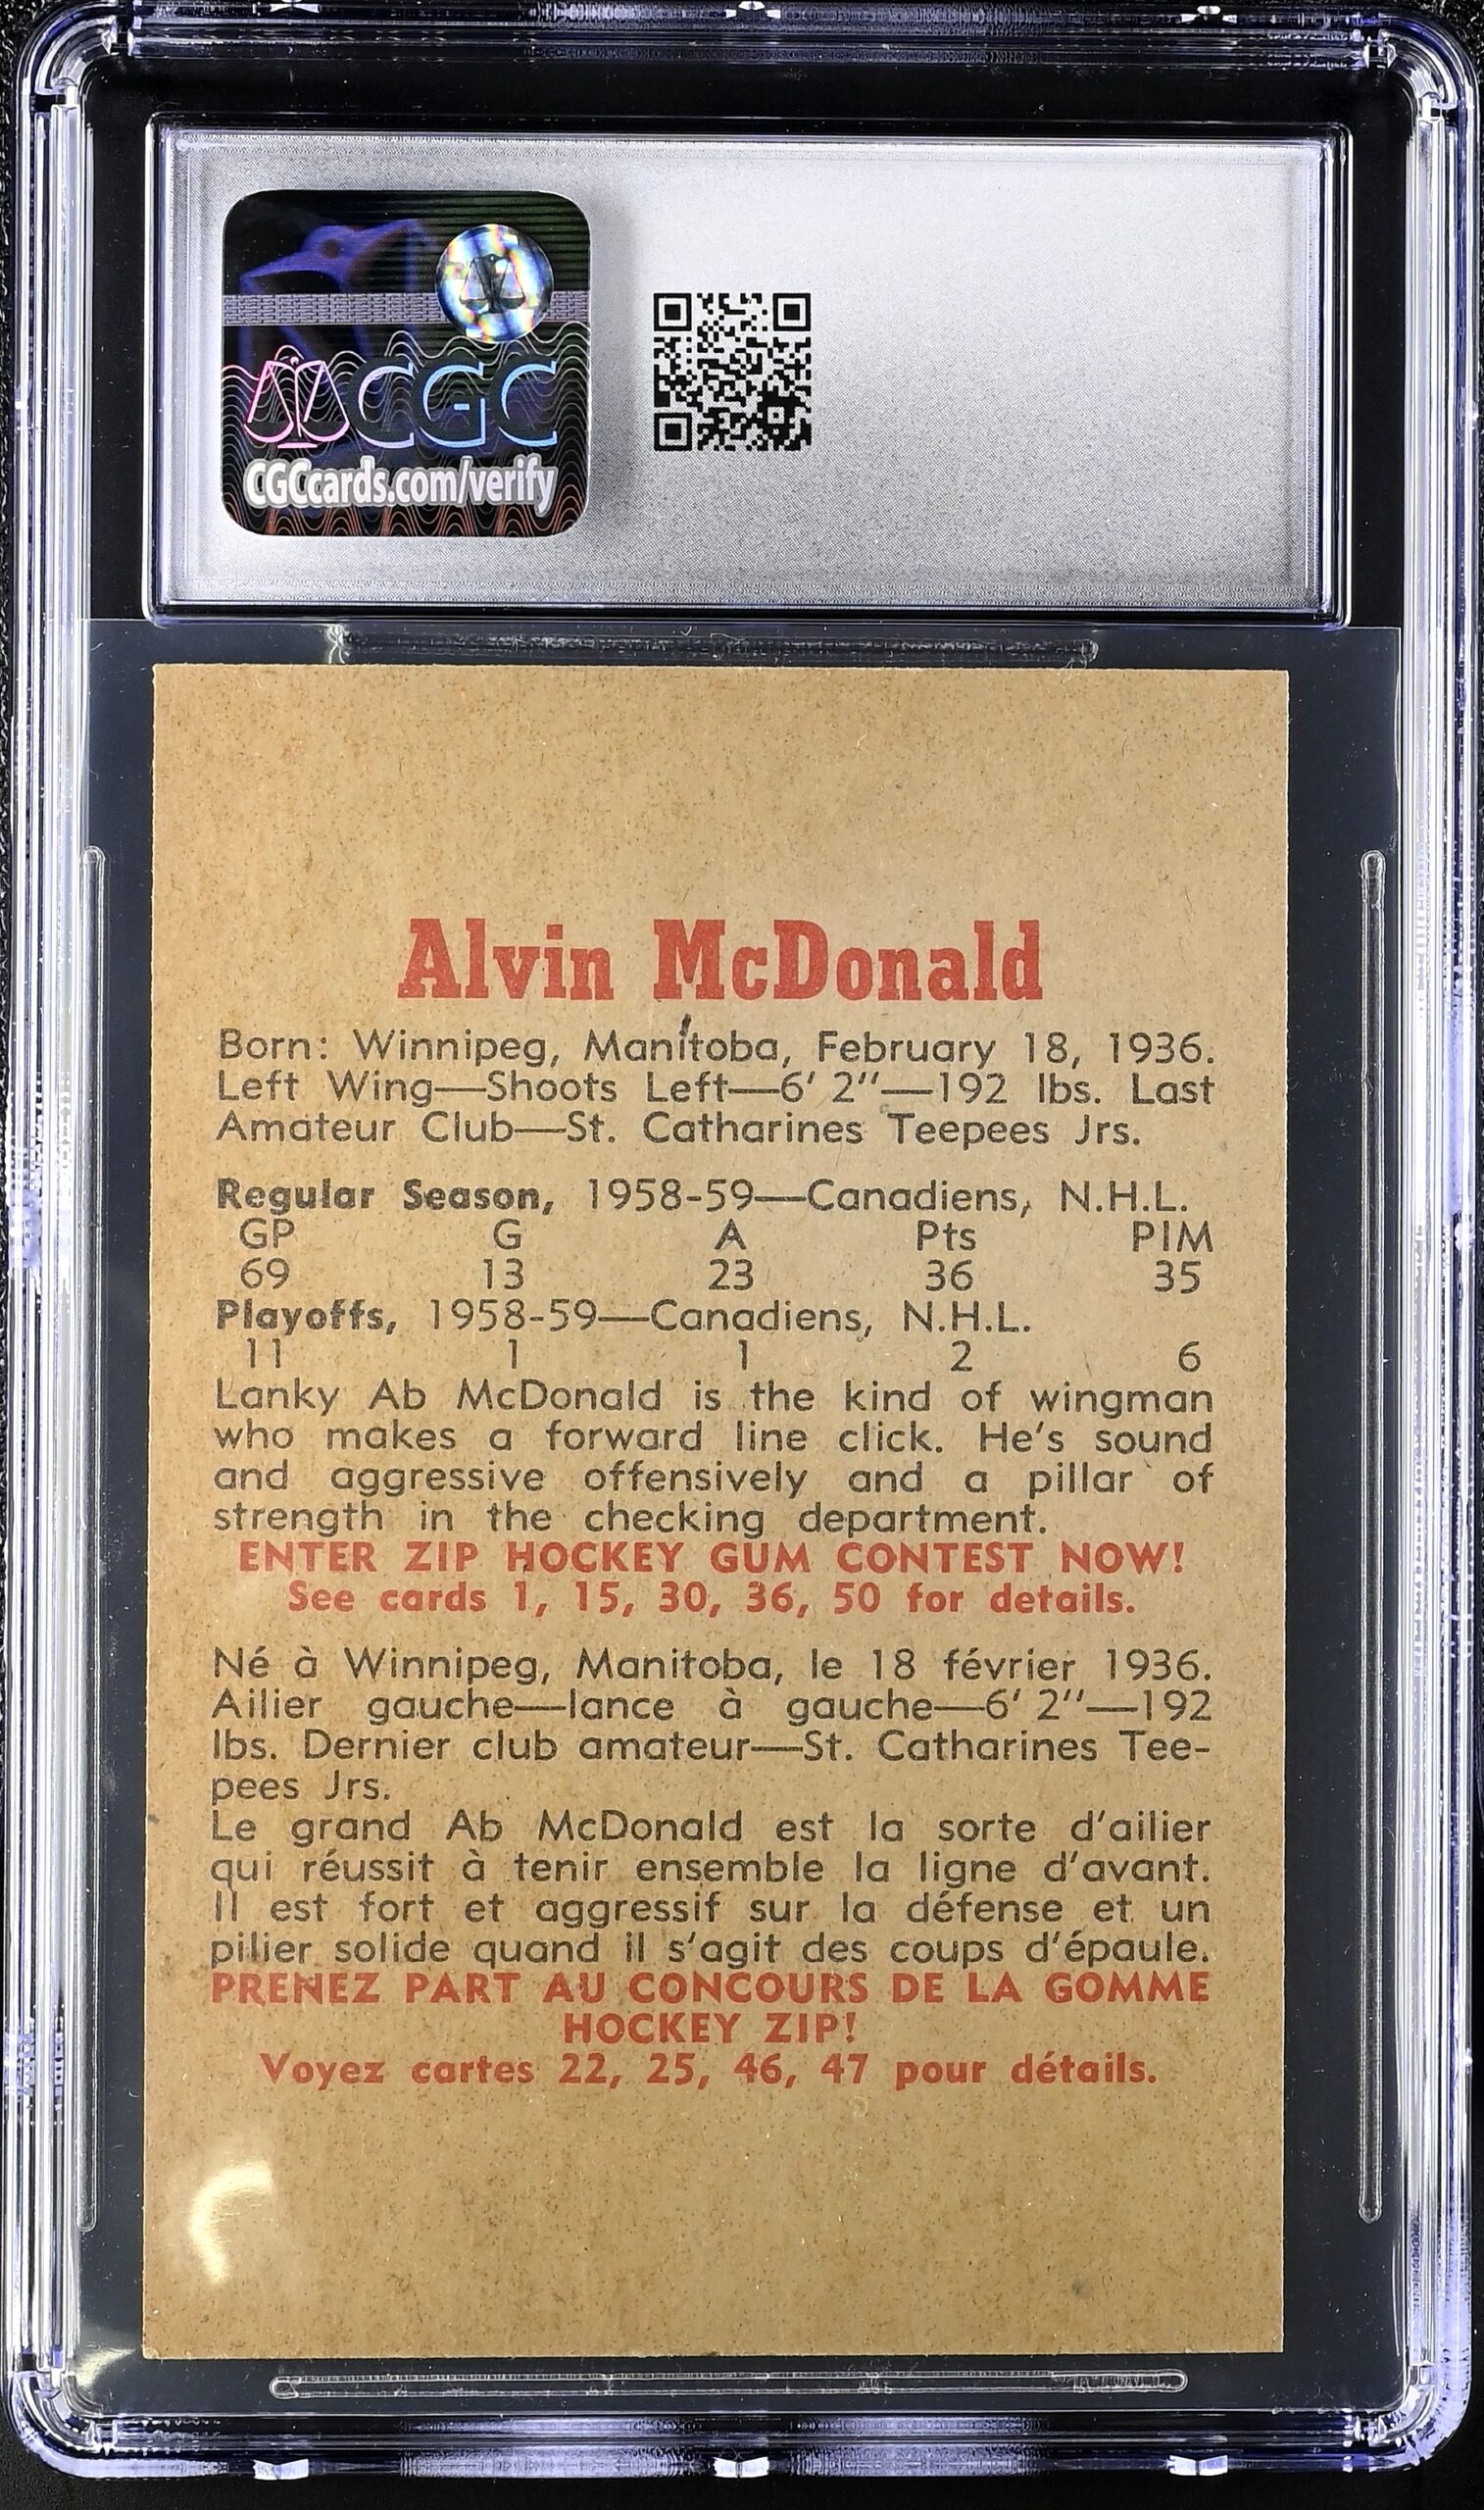 CGC
CGCcards.com/verify
Alvin McDonald
Born: Winnipeg, Manitoba, February 18, 1936.
Left Wing—Shoots Left—6' 2"—192 lbs. Last
Amateur Club—St. Catharines Teepees Jrs.
Regular Season, 1958-59—Canadiens, N.H.L.
GP G A Pts PIM
69 13 23 36 35
Playoffs, 1958-59—Canadiens, N.H.L.
11 1 1 2 6
Lanky Ab McDonald is the kind of wingman
who makes a forward line click. He's sound
and aggressive offensively and a pillar of
strength in the checking department.
ENTER ZIP HOCKEY GUM CONTEST NOW!
See cards 1, 15, 30, 36, 50 for details.
Né à Winnipeg, Manitoba, le 18 février 1936.
Ailier gauche—lance à gauche—6' 2"—192
lbs. Dernier club amateur—St. Catharines Tee-
pees Jrs.
Le grand Ab McDonald est la sorte d'ailier
qui réussit à tenir ensemble la ligne d'avant.
Il est fort et aggressif sur la défense et un
pilier solide quand il s'agit des coups d'épaule.
PRENEZ PART AU CONCOURS DE LA GOMME
HOCKEY ZIP!
Voyez cartes 22, 25, 46, 47 pour détails.